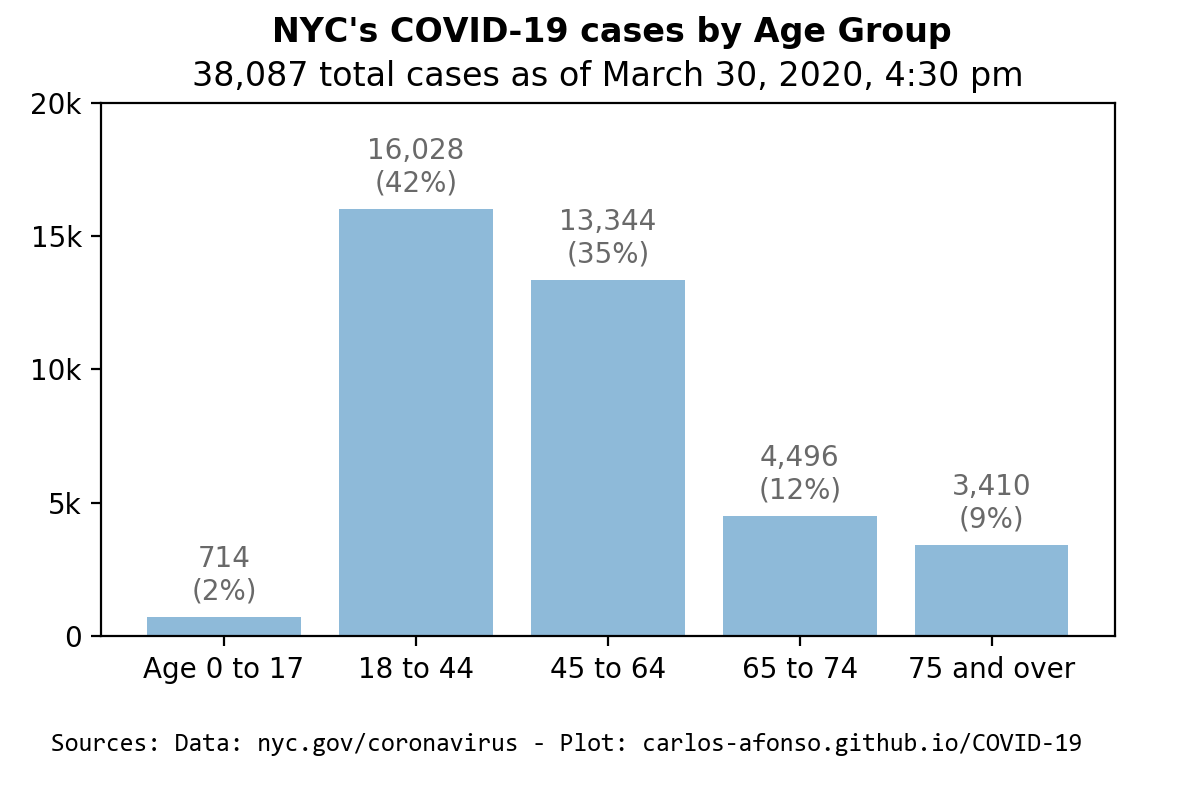 NYC's COVID-19 cases by Age Group
38,087 total cases as of March 30, 2020, 4:30 pm
20k
15k
10k
5k
0
714
(2%)
16,028
(42%)
13,344
(35%)
4,496
(12%)
3,410
(9%)
Age 0 to 17
18 to 44
45 to 64
65 to 74
75 and over
Sources: Data: nyc.gov/coronavirus - Plot: carlos-afonso.github.io/COVID-19